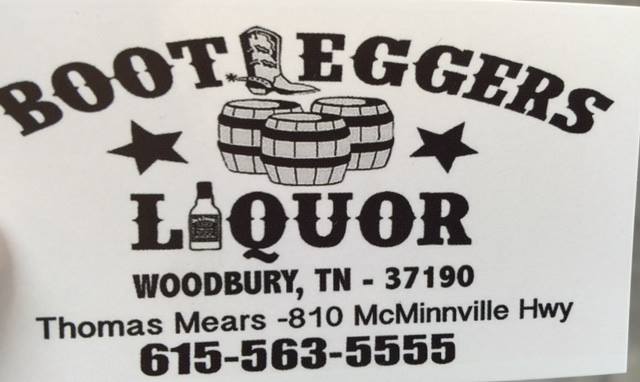 BOOTLEGGERS
LIQUOR
WOODBURY, TN - 37190
Thomas Mears -810 McMinnville Hwy
615-563-5555